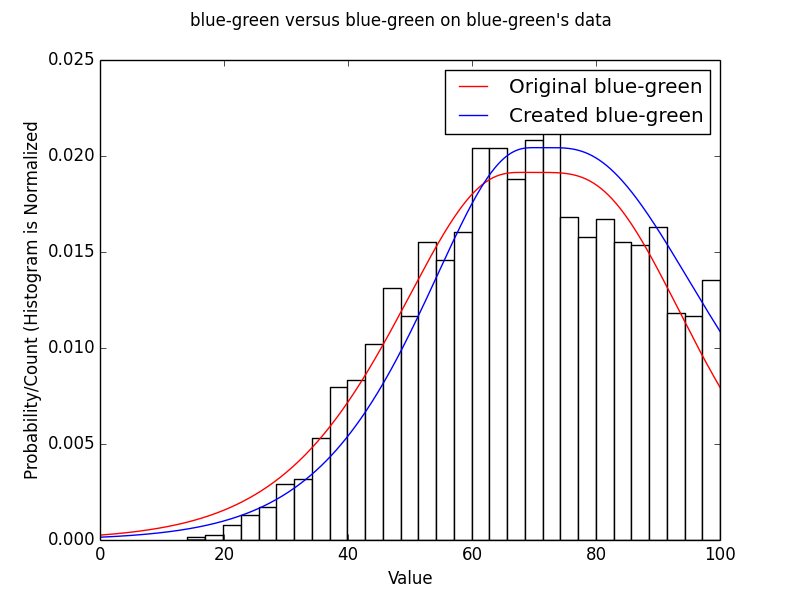 blue-green versus blue-green on blue-green's data
Original blue-green
Created blue-green
Probability/Count (Histogram is Normalized
0.025
0.020
0.015
0.010
0.005
0.000
0 20 40 60 80 100
Value